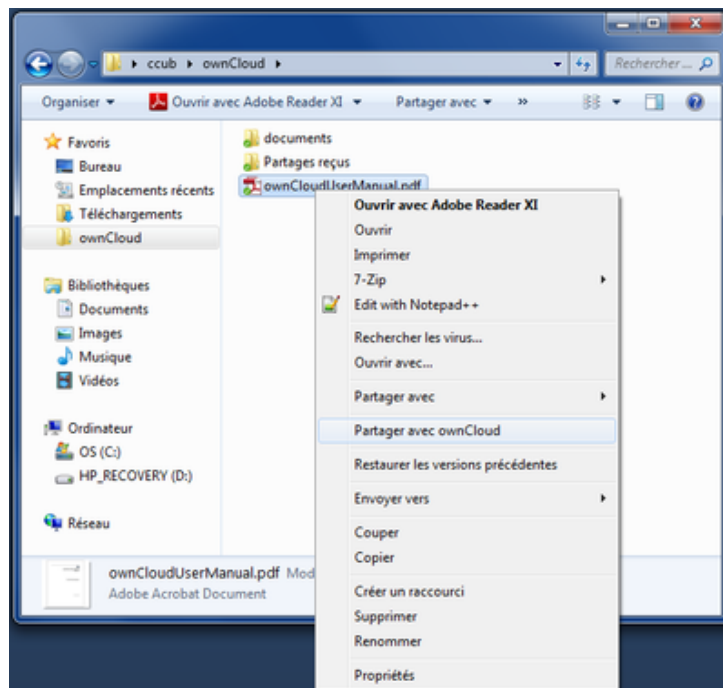 ccub ▸ ownCloud ▸
Rechercher ...
Organiser
Ouvrir avec Adobe Reader XI
Partager avec
»
Favoris
Bureau
Emplacements récents
Téléchargements
ownCloud
Bibliothèques
Documents
Images
Musique
Vidéos
Ordinateur
OS (C:)
HP_RECOVERY (D:)
Réseau
documents
Partages reçus
ownCloudUserManual.pdf
Ouvrir avec Adobe Reader XI
Ouvrir
Imprimer
7-Zip
Edit with Notepad++
Rechercher les virus...
Ouvrir avec...
Partager avec
Partager avec ownCloud
Restaurer les versions précédentes
Envoyer vers
Couper
Copier
Créer un raccourci
Supprimer
Renommer
Propriétés
ownCloudUserManual.pdf Mod
Adobe Acrobat Document